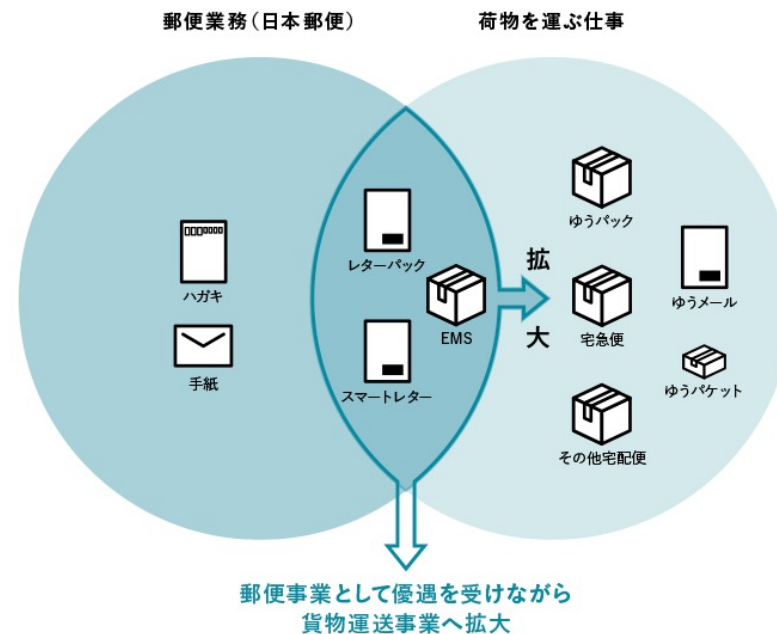 郵便業務(日本郵便)
荷物を運ぶ仕事
ハガキ
手紙
レターパック
スマートレター
EMS
拡
大
ゆうパック
宅急便
その他宅配便
ゆうメール
ゆうパケット
郵便事業として優遇を受けながら
貨物運送事業へ拡大